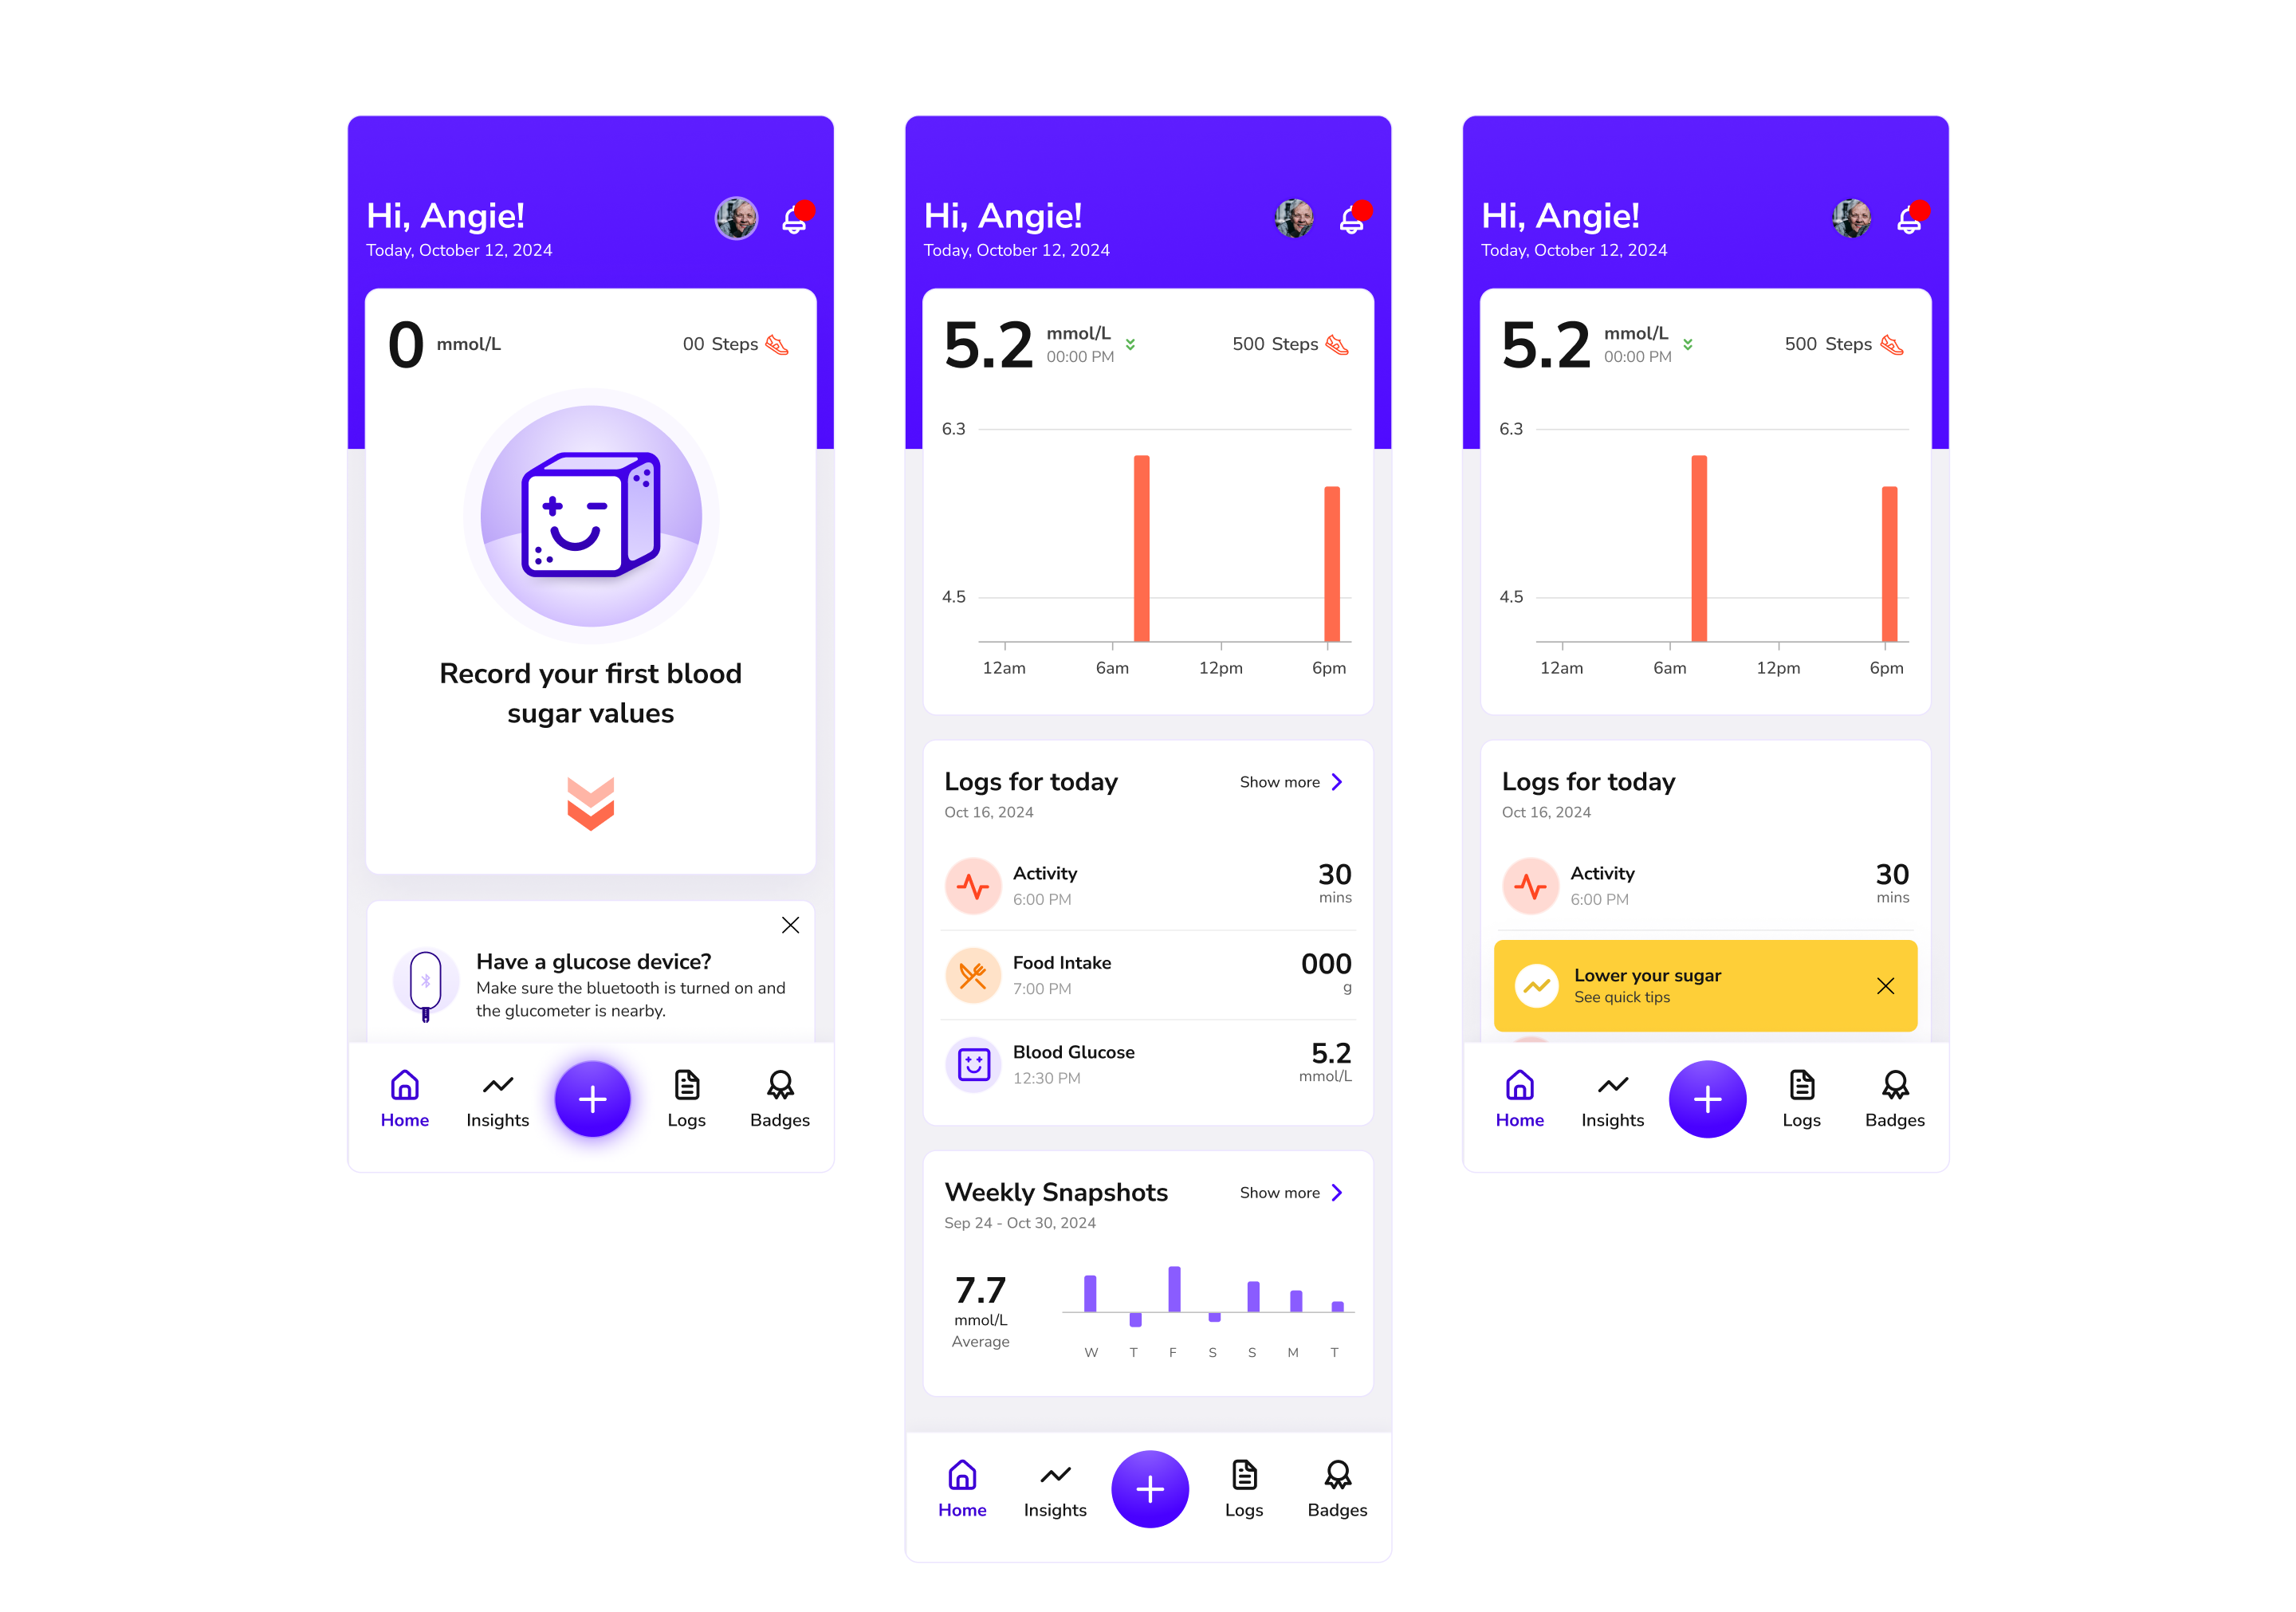 Hi, Angie!
Today, October 12, 2024
0 mmol/L 00 Steps
Record your first blood
sugar values
Have a glucose device?
Make sure the bluetooth is turned on and
the glucometer is nearby.
Home Insights Logs Badges
Hi, Angie!
Today, October 12, 2024
5.2 mmol/L 500 Steps
00:00 PM
6.3
4.5
12am 6am 12pm 6pm
Logs for today Show more
Oct 16, 2024
Activity 30
6:00 PM mins
Food Intake 000
7:00 PM g
Blood Glucose 5.2
12:30 PM mmol/L
Weekly Snapshots Show more
Sep 24 - Oct 30, 2024
7.7
mmol/L
Average
W T F S S M T
Home Insights Logs Badges
Hi, Angie!
Today, October 12, 2024
5.2 mmol/L 500 Steps
00:00 PM
6.3
4.5
12am 6am 12pm 6pm
Logs for today
Oct 16, 2024
Activity 30
6:00 PM mins
Lower your sugar
See quick tips
Home Insights Logs Badges